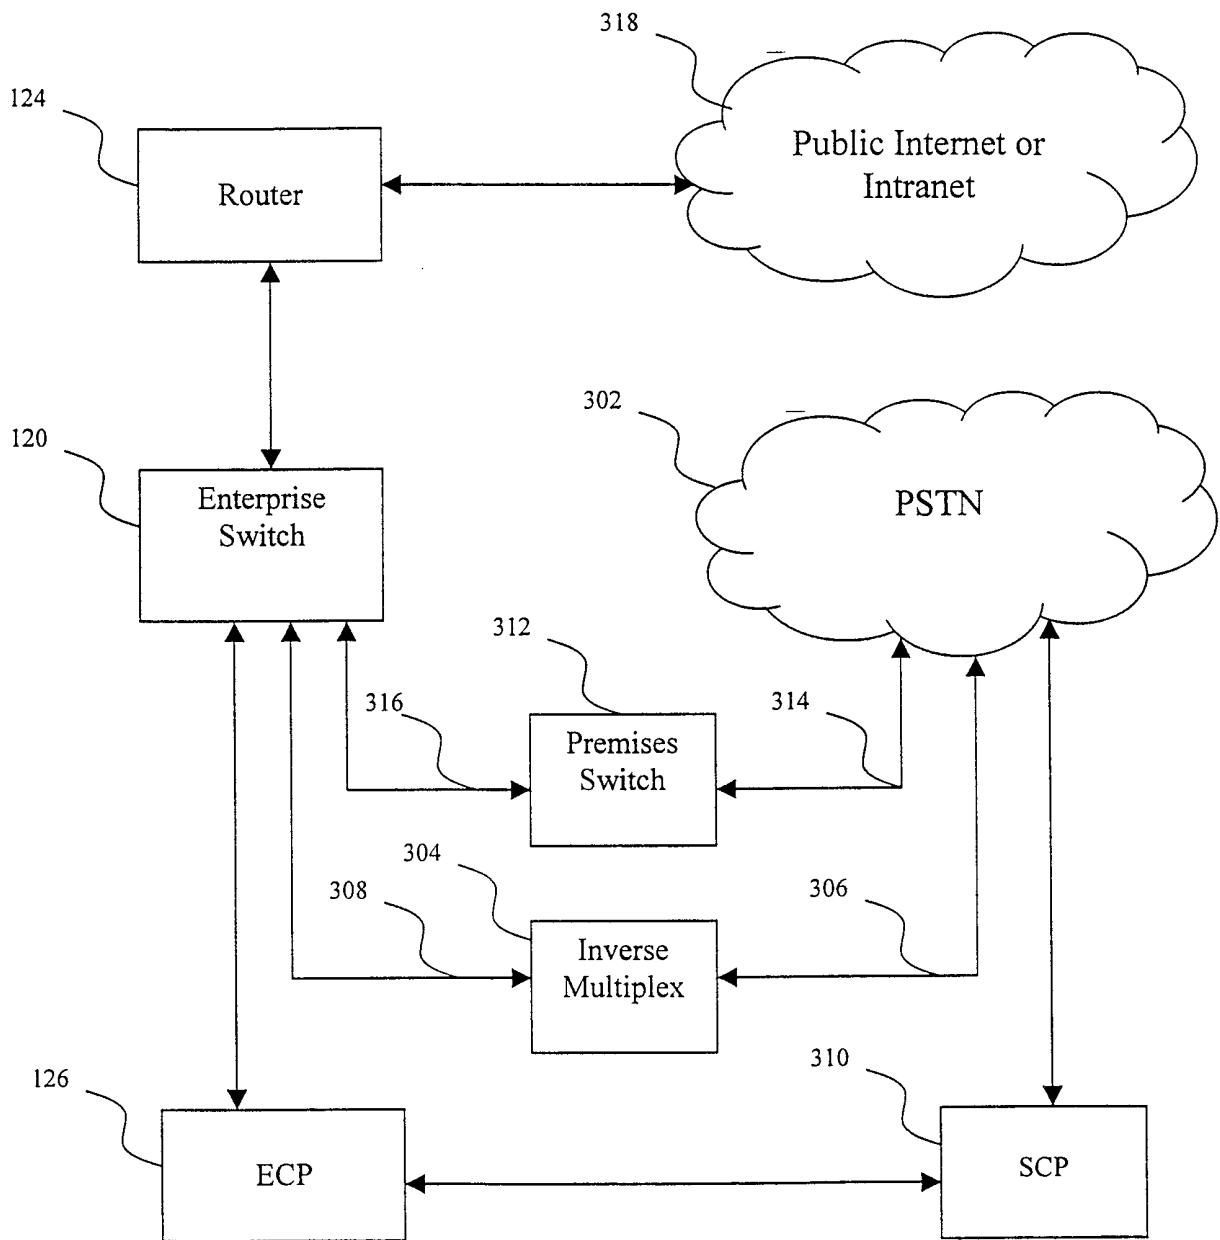 318
124
Public Internet or
Intranet
Router
302
120
Enterprise
Switch
PSTN
312
316
314
Premises
Switch
304
308
306
Inverse
Multiplex
310
126
ECP
SCP